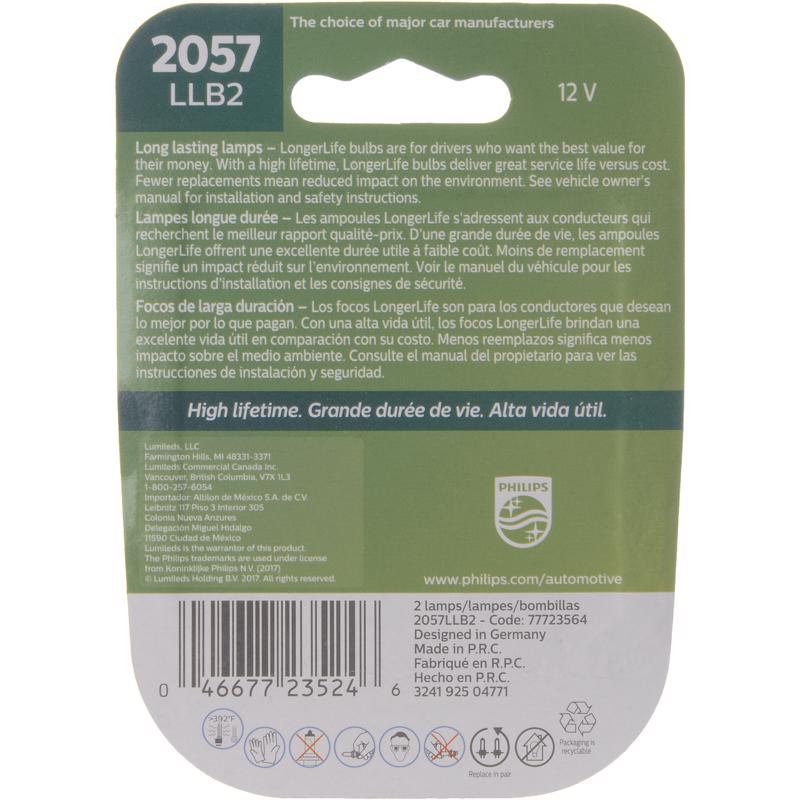 The choice of major car manufacturers
2057
LLB2
12 V
Long lasting lamps – LongerLife bulbs are for drivers who want the best value for
their money. With a high lifetime, LongerLife bulbs deliver great service life versus cost.
Fewer replacements mean reduced impact on the environment. See vehicle owner's
manual for installation and safety instructions.
Lampes longue durée – Les ampoules LongerLife s'adressent aux conducteurs qui
recherchent le meilleur rapport qualité-prix. D'une grande durée de vie, les ampoules
LongerLife offrent une excellente durée utile à faible coût. Moins de remplacement
signifie un impact réduit sur l'environnement. Voir le manuel du véhicule pour les
instructions d'installation et les consignes de sécurité.
Focos de larga duración – Los focos LongerLife son para los conductores que desean
lo mejor por lo que pagan. Con una alta vida útil, los focos LongerLife brindan una
excelente vida útil en comparación con su costo. Menos reemplazos significa menos
impacto sobre el medio ambiente. Consulte el manual del propietario para ver las
instrucciones de instalación y seguridad.
High lifetime. Grande durée de vie. Alta vida útil.
Lumileds, LLC
Farmington Hills, MI 48331-3371
Lumileds Commercial Canada Inc.
Vancouver, British Columbia, V7X 1L3
1-800-257-6054
Importador: Altilon de México S.A. de C.V.
Leibnitz 117 Piso 3 Interior 305
Colonia Nueva Anzures
Delegación Miguel Hidalgo
11590 Ciudad de México
Lumileds is the warrantor of this product.
The Philips trademarks are used under license
from Koninklijke Philips N.V. (2017)
© Lumileds Holding B.V. 2017. All rights reserved.
PHILIPS
www.philips.com/automotive
2 lamps/lampes/bombillas
2057LLB2 - Code: 77723564
Designed in Germany
Made in P.R.C.
Fabriqué en R.P.C.
Hecho en P.R.C.
3241 925 04771
0 46677 23524 6
>392°F
Replace in pair
Packaging is
recyclable